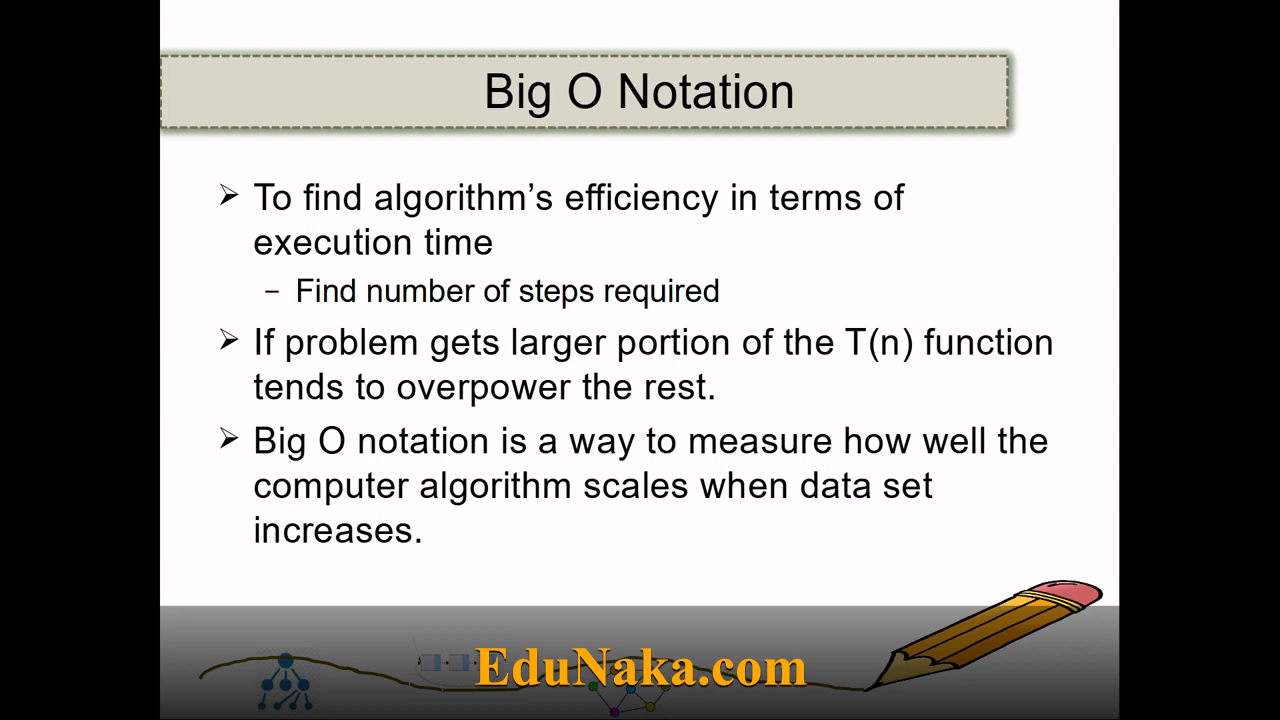 Big O Notation
➢ To find algorithm’s efficiency in terms of
execution time
– Find number of steps required
➢ If problem gets larger portion of the T(n) function
tends to overpower the rest.
➢ Big O notation is a way to measure how well the
computer algorithm scales when data set
increases.
EduNaka.com